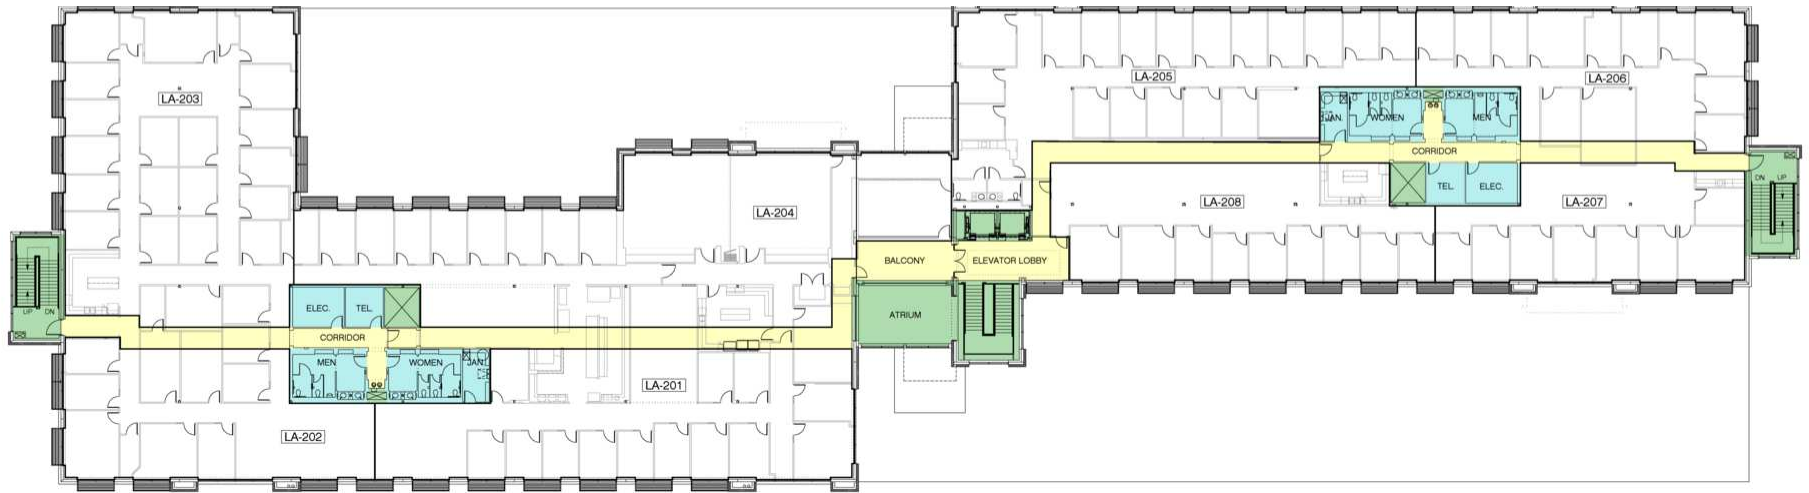 LA-203
LA-205
LA-206
JAN.
WOMEN
MEN
CORRIDOR
TEL.
ELEC.
DN
UP
LA-204
LA-208
LA-207
BALCONY
ELEVATOR LOBBY
UP
DN
ELEC.
TEL.
ATRIUM
CORRIDOR
MEN
WOMEN
JAN.
LA-201
LA-202